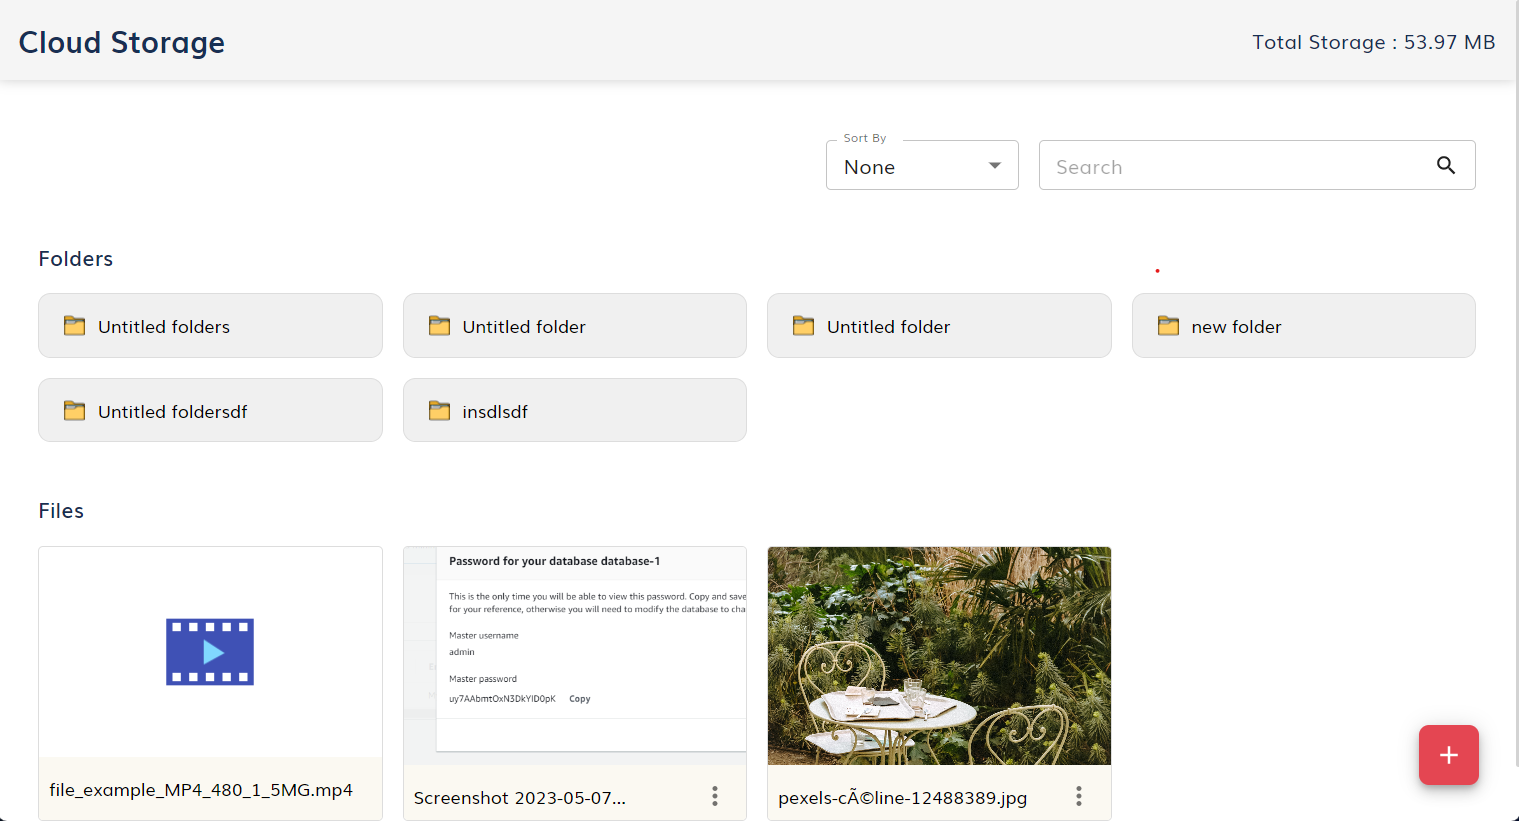 Cloud Storage
Total Storage : 53.97 MB
Sort By
None
Search
Folders
Untitled folders
Untitled folder
Untitled folder
new folder
Untitled foldersdf
insdlsdf
Files
Password for your database database-1
This is the only time you will be able to view this password. Copy and save
for your reference, otherwise you will need to modify the database to cha
Master username
admin
Master password
Copy
file_example_MP4_480_1_5MG.mp4
Screenshot 2023-05-07...
pexels-cÃ©line-12488389.jpg